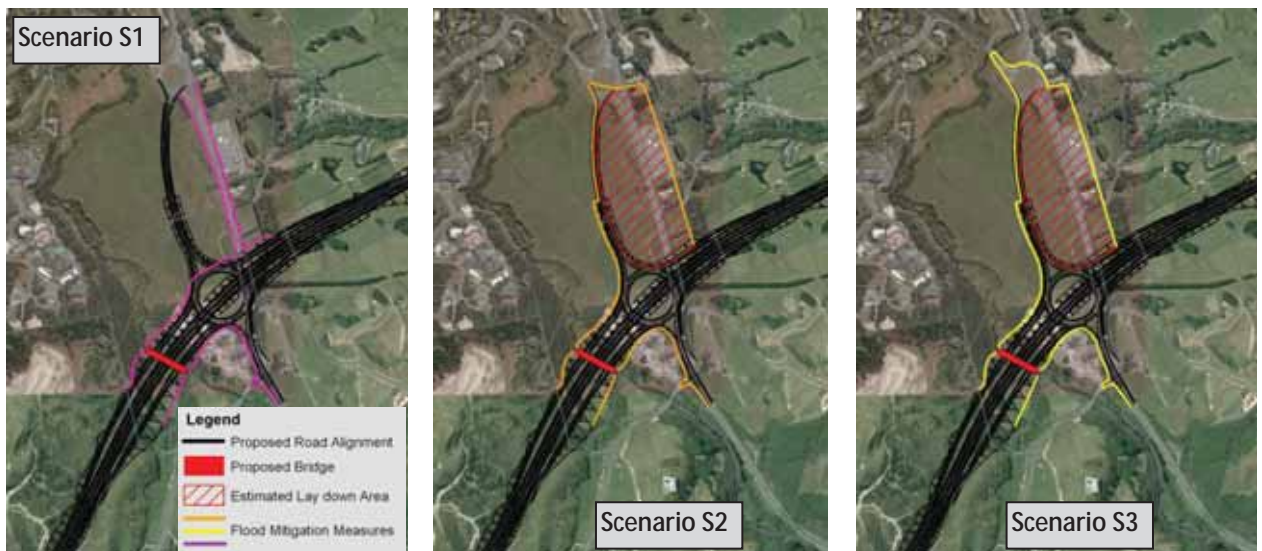 Scenario S1
Legend
Proposed Road Alignment
Proposed Bridge
Estimated Lay down Area
Flood Mitigation Measures
Scenario S2
Scenario S3